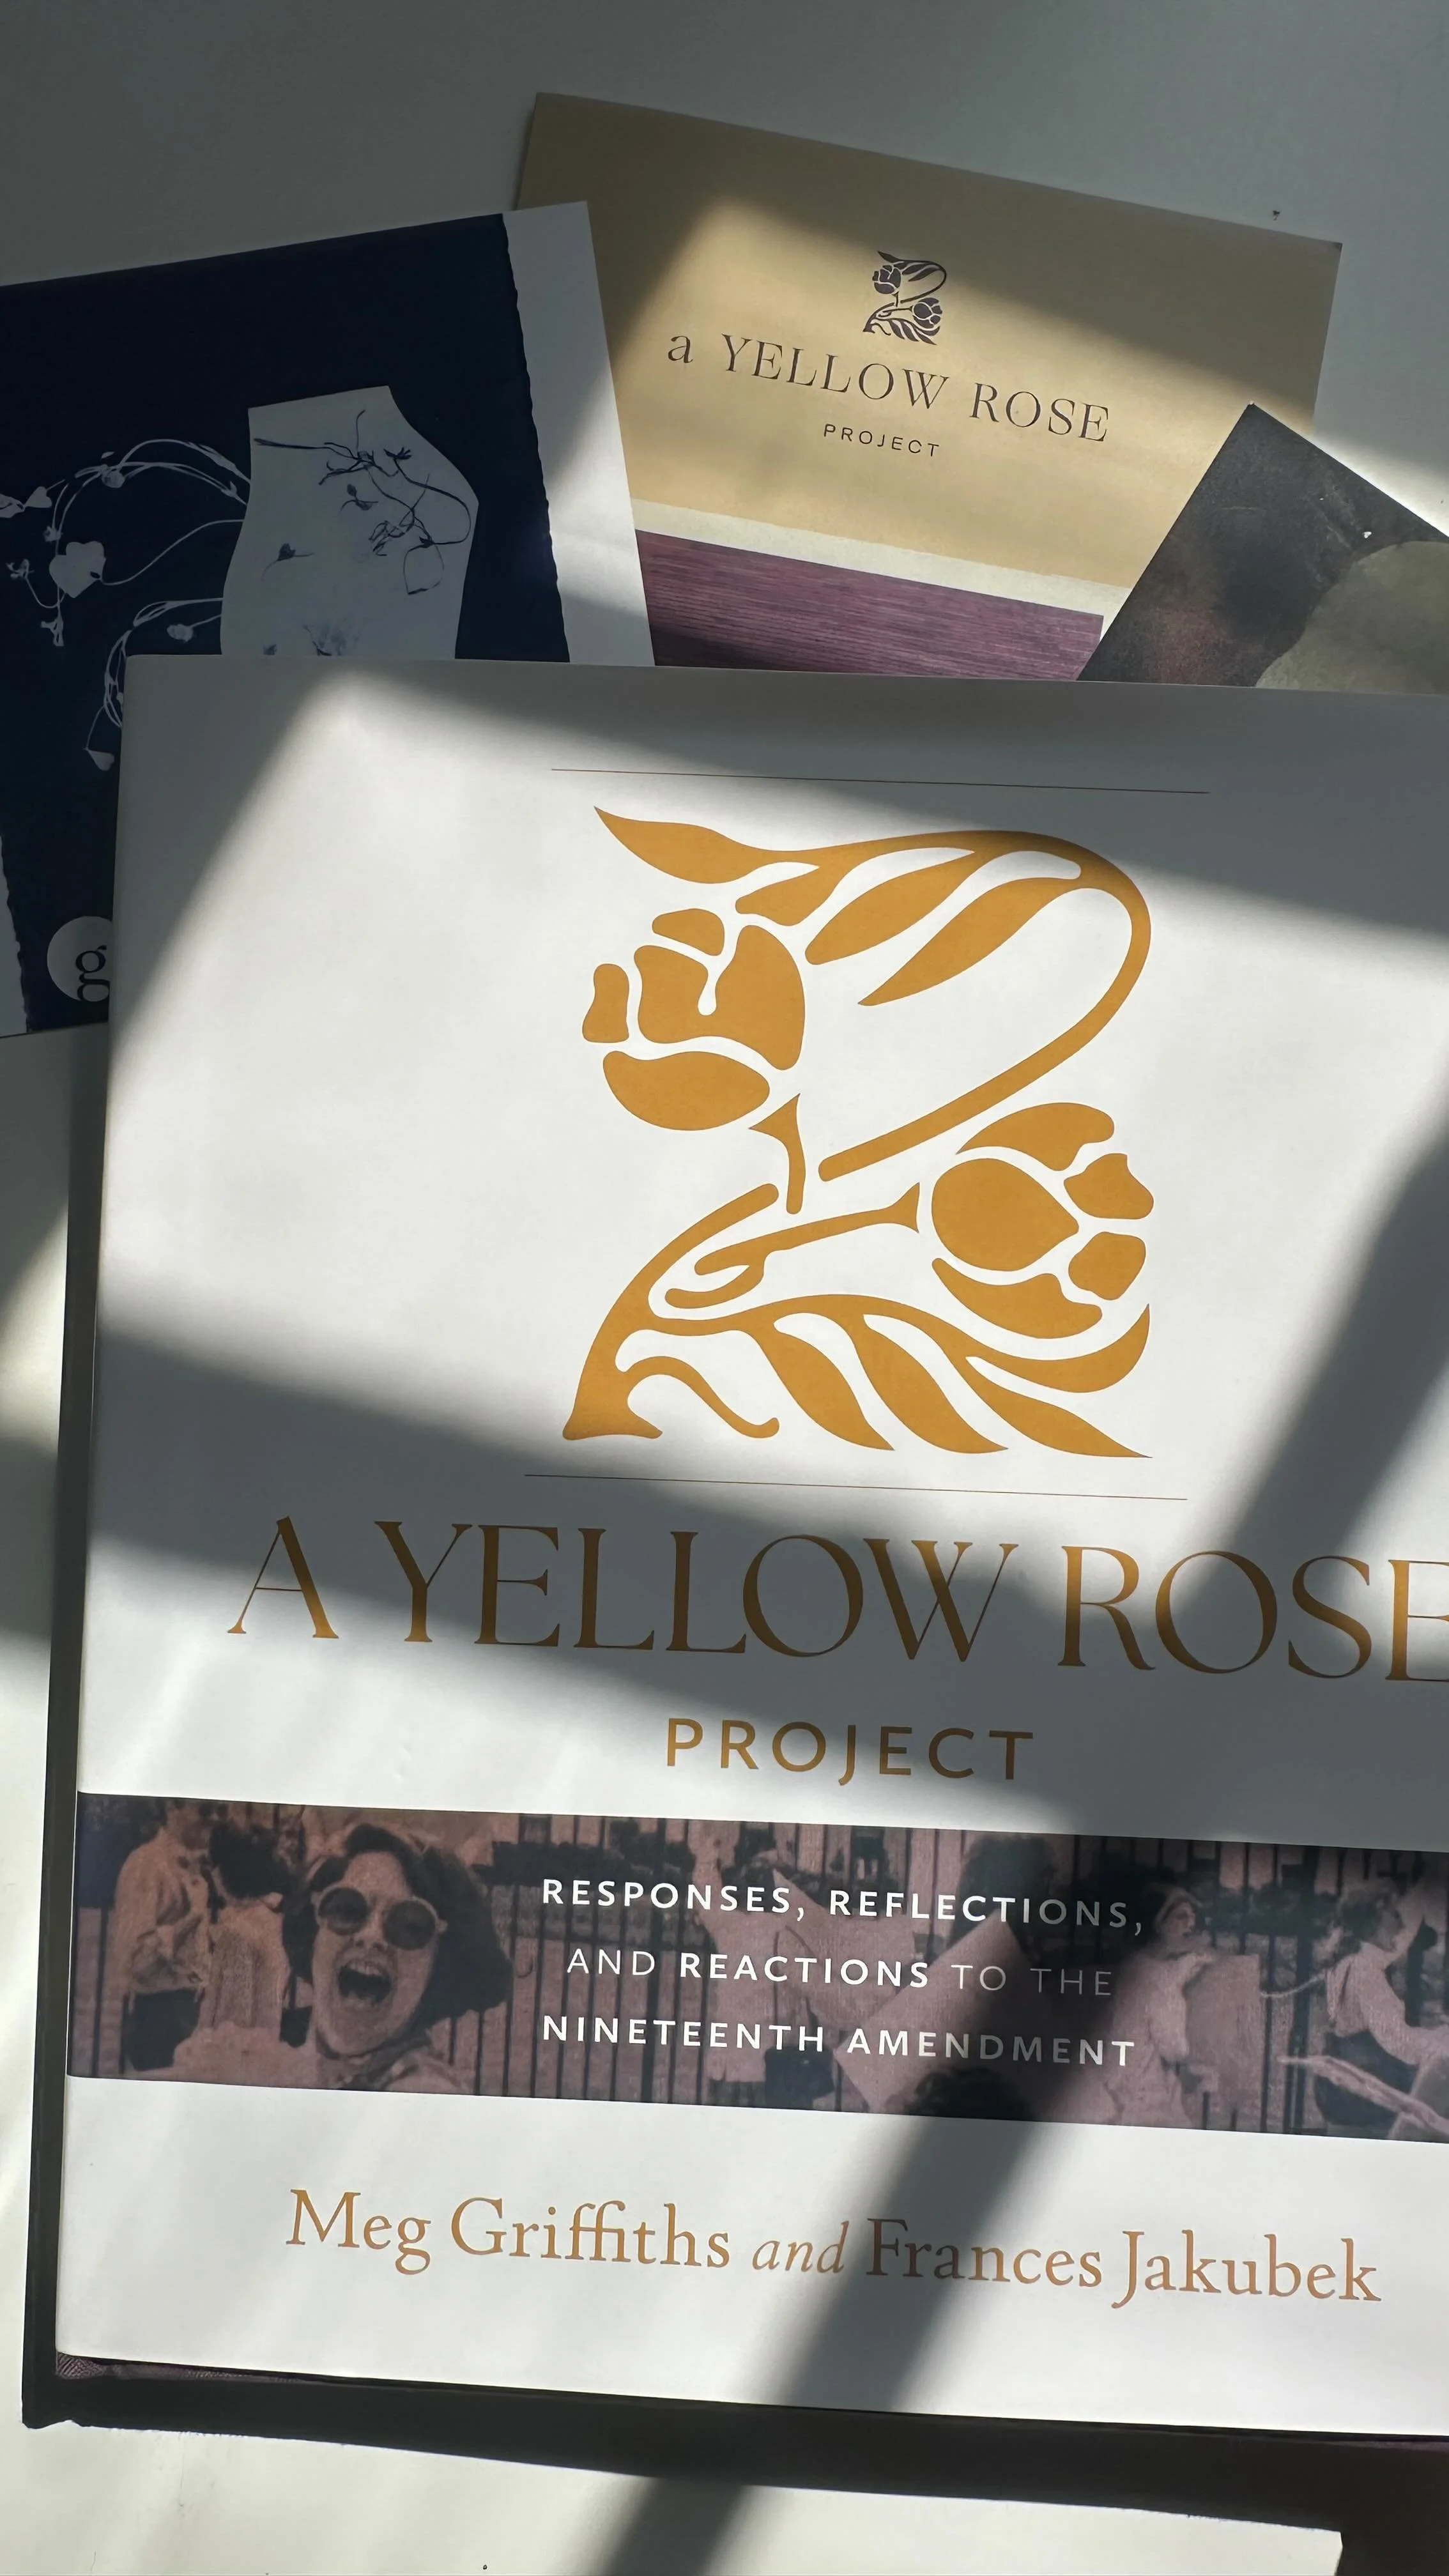 a YELLOW ROSE
PROJECT
A YELLOW ROSE
PROJECT
RESPONSES, REFLECTIONS,
AND REACTIONS TO THE
NINETEENTH AMENDMENT
Meg Griffiths and Frances Jakubek